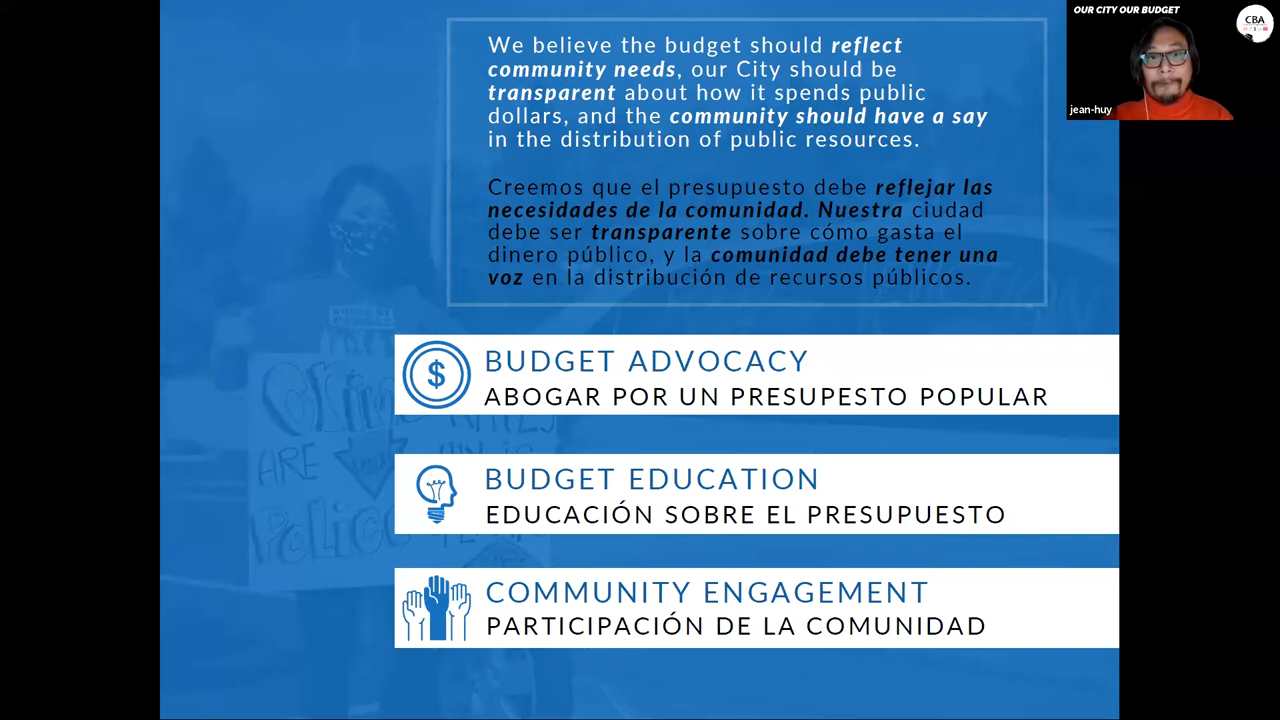 OUR CITY OUR BUDGET
CBA
jean-huy
We believe the budget should reflect
community needs, our City should be
transparent about how it spends public
dollars, and the community should have a say
in the distribution of public resources.
Creemos que el presupuesto debe reflejar las
necesidades de la comunidad. Nuestra ciudad
debe ser transparente sobre cómo gasta el
dinero público, y la comunidad debe tener una
voz en la distribución de recursos públicos.
$
BUDGET ADVOCACY
ABOGAR POR UN PRESUPESTO POPULAR
BUDGET EDUCATION
EDUCACIÓN SOBRE EL PRESUPUESTO
COMMUNITY ENGAGEMENT
PARTICIPACIÓN DE LA COMUNIDAD
ARE